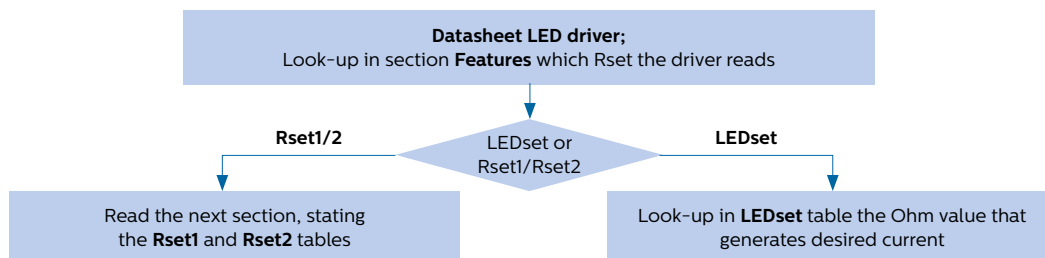 Datasheet LED driver;
Look-up in section Features which Rset the driver reads
Rset1/2
LEDset or
Rset1/Rset2
LEDset
Read the next section, stating
the Rset1 and Rset2 tables
Look-up in LEDset table the Ohm value that
generates desired current